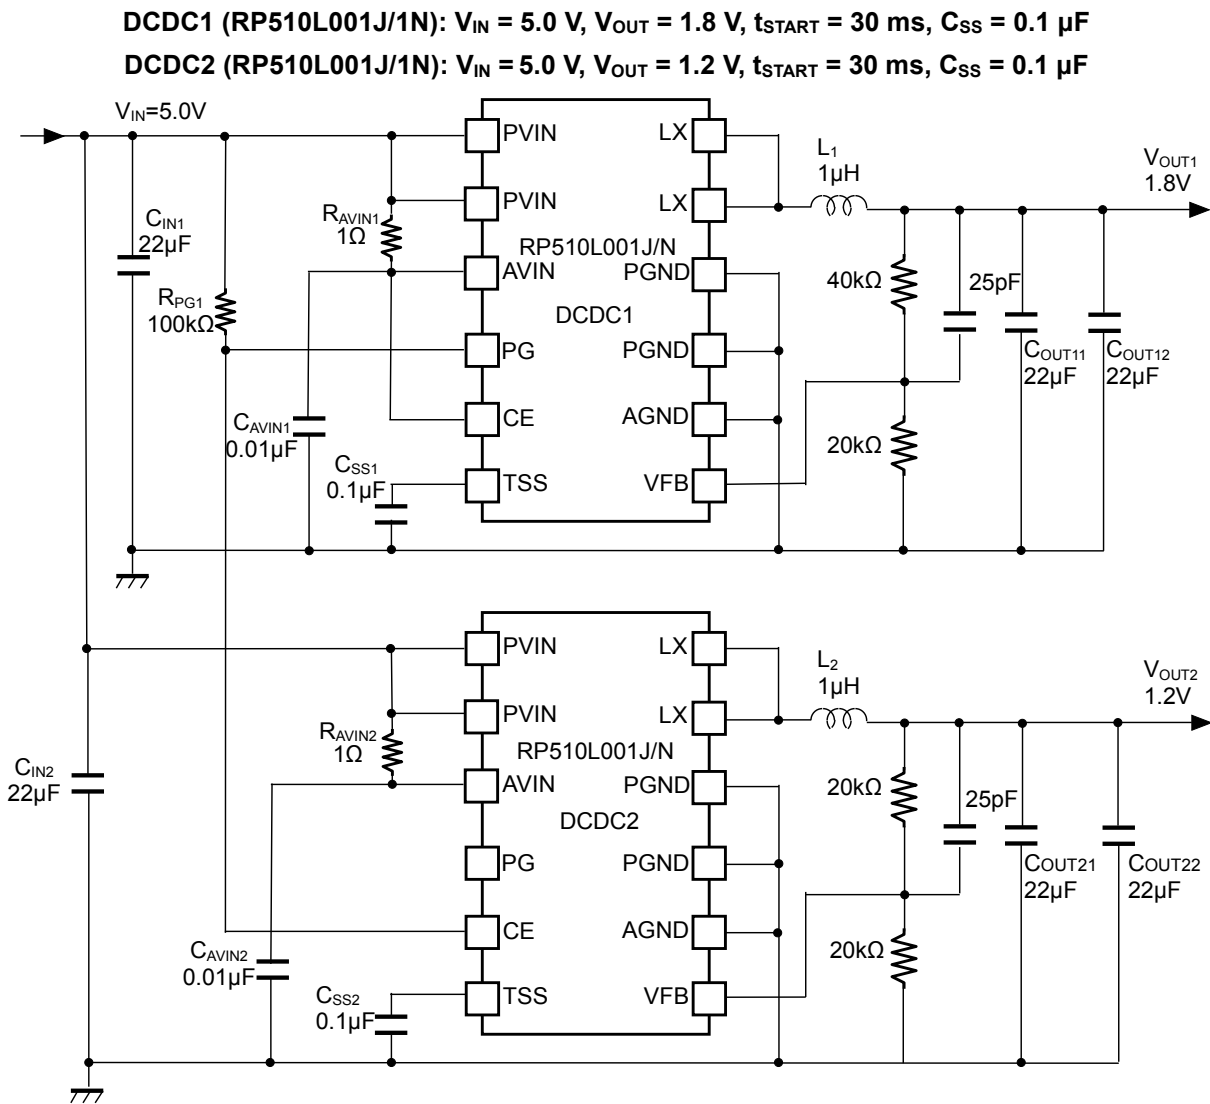 DCDC1 (RP510L001J/1N): VIN = 5.0 V, VOUT = 1.8 V, tSTART = 30 ms, CSS = 0.1 µF
DCDC2 (RP510L001J/1N): VIN = 5.0 V, VOUT = 1.2 V, tSTART = 30 ms, CSS = 0.1 µF
VIN=5.0V
PVIN
LX
L1
1µH
VOUT1
1.8V
PVIN
LX
CIN1
22µF
RAVIN1
1Ω
RP510L001J/N
AVIN
PGND
40kΩ
25pF
RPG1
100kΩ
DCDC1
PG
PGND
COUT11
22µF
COUT12
22µF
CAVIN1
0.01µF
CE
AGND
20kΩ
CSS1
0.1µF
TSS
VFB
PVIN
LX
L2
1µH
VOUT2
1.2V
PVIN
LX
RAVIN2
1Ω
RP510L001J/N
CIN2
22µF
AVIN
PGND
20kΩ
25pF
DCDC2
PG
PGND
COUT21
22µF
COUT22
22µF
CE
AGND
20kΩ
CAVIN2
0.01µF
CSS2
0.1µF
TSS
VFB